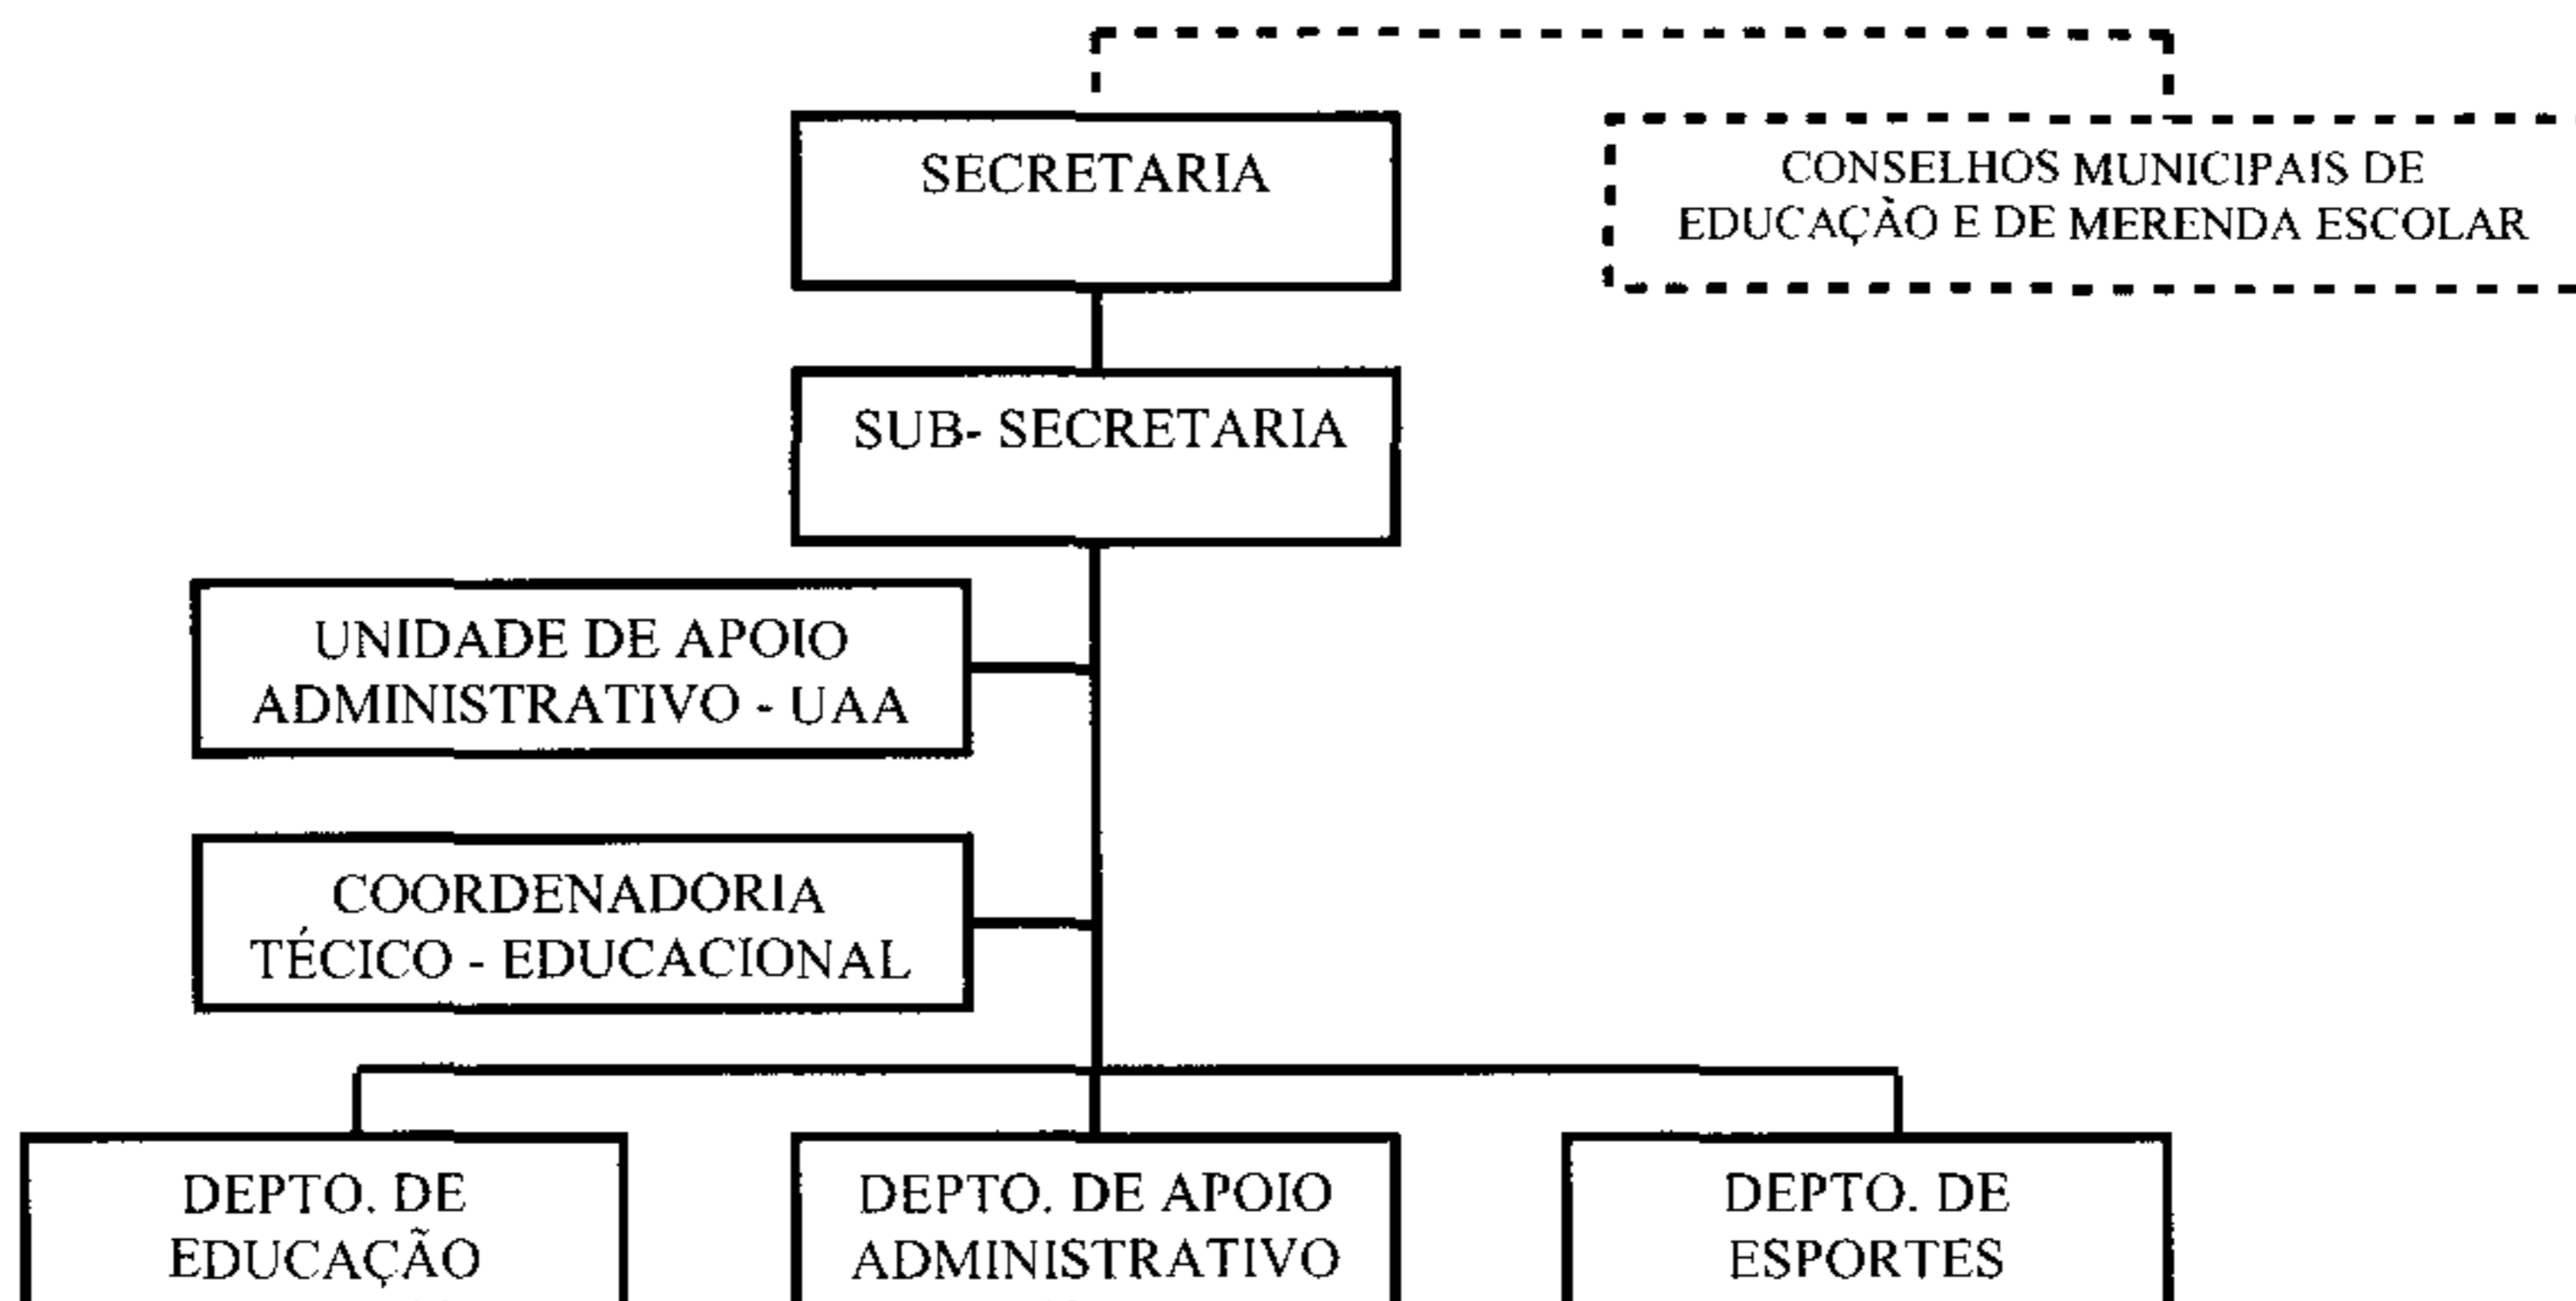 SECRETARIA
CONSELHOS MUNICIPAIS DE
EDUCAÇÃO E DE MERENDA ESCOLAR
SUB- SECRETARIA
UNIDADE DE APOIO
ADMINISTRATIVO - UAA
COORDENADORIA
TÉCICO - EDUCACIONAL
DEPTO. DE
EDUCAÇÃO
DEPTO. DE APOIO
ADMINISTRATIVO
DEPTO. DE
ESPORTES